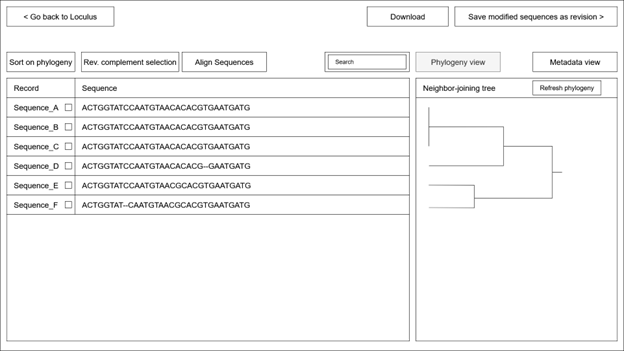 < Go back to Loculus
Download
Save modified sequences as revision >
Sort on phylogeny
Rev. complement selection
Align Sequences
Search
Phylogeny view
Metadata view
Record
Sequence
Neighbor-joining tree
Refresh phylogeny
Sequence_A ACTGGTATCCAATGTAACACACGTGAATGATG
Sequence_B ACTGGTATCCAATGTAACACACGTGAATGATG
Sequence_C ACTGGTATCCAATGTAACACACGTGAATGATG
Sequence_D ACTGGTATCCAATGTAACACACG--GAATGATG
Sequence_E ACTGGTATCCAATGTAACGCACGTGAATGATG
Sequence_F ACTGGTAT--CAATGTAACGCACGTGAATGATG